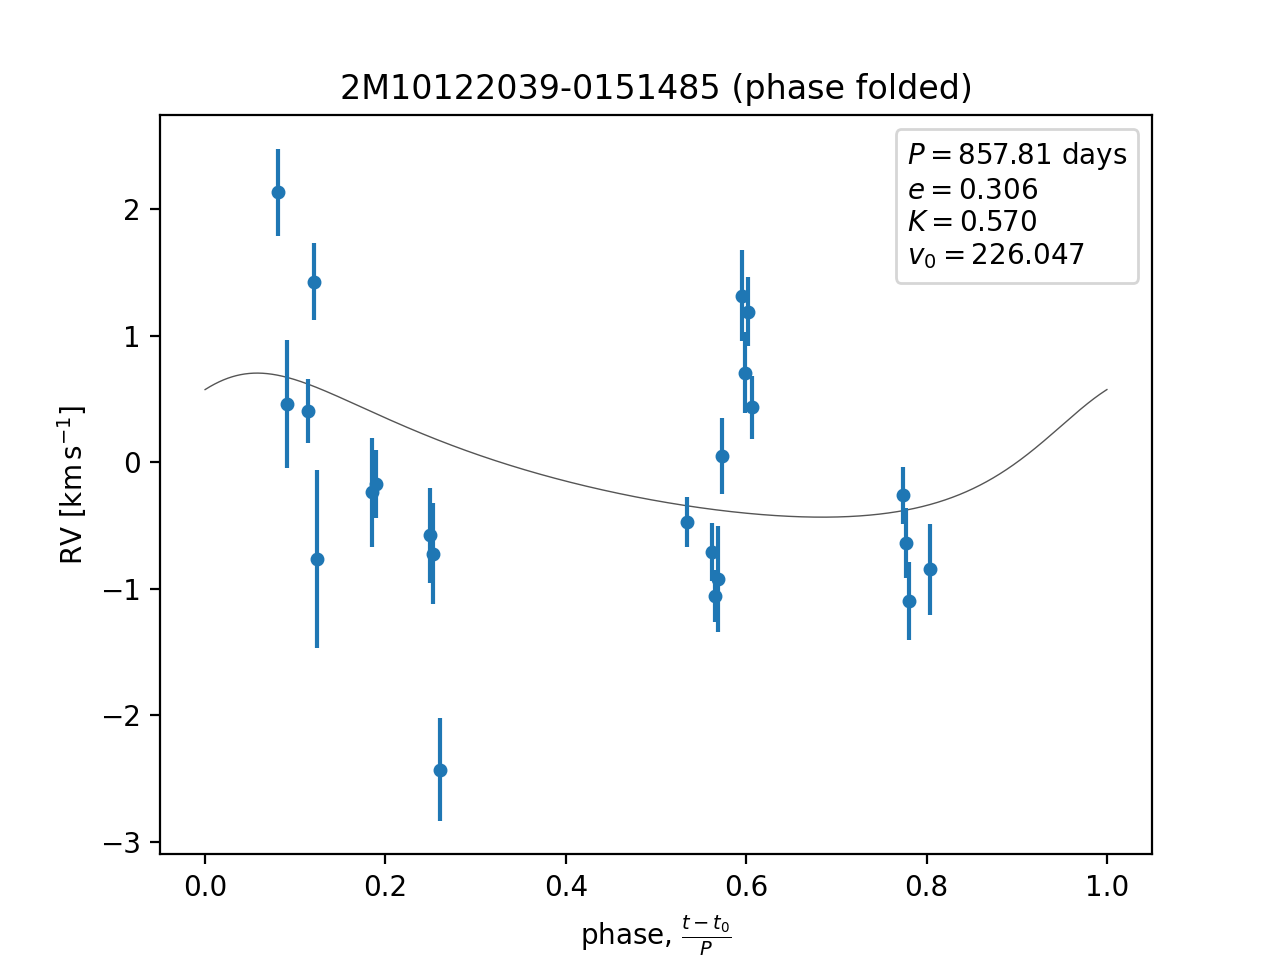 2M10122039-0151485 (phase folded)
P = 857.81 days
e = 0.306
K = 0.570
v₀ = 226.047
2
1
0
−1
−2
−3
RV [km s⁻¹]
0.0 0.2 0.4 0.6 0.8 1.0
phase, (t − t₀)/P